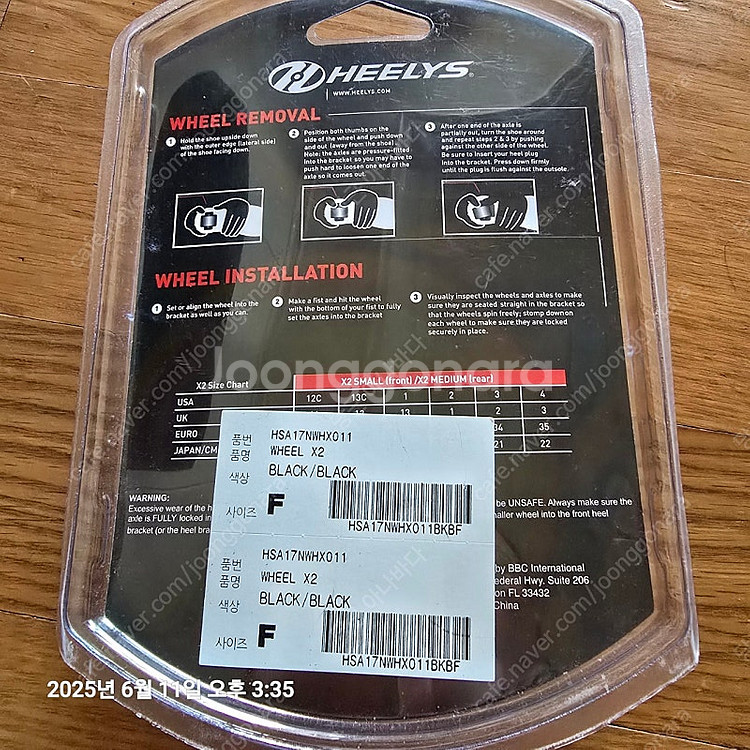 HEELYS®
WWW.HEELYS.COM
WHEEL REMOVAL
1 Hold the shoe upside down
with the outer edge (lateral side)
of the shoe facing down.
2 Position both thumbs on the
side of the wheel and push down
and out (away from the shoe).
Note: the axles are pressure-fitted
into the bracket so you may have to
push hard to loosen one end of the
axle so it comes out.
3 After one end of the axle is
partially out, turn the shoe around
and repeat steps 2 & 3 by pushing
against the other side of the wheel.
Be sure to insert your heel plug
into the bracket. Press down firmly
until the plug is flush against the outsole.
WHEEL INSTALLATION
1 Set or align the wheel into the
bracket as well as you can.
2 Make a fist and hit the wheel
with the bottom of your fist to fully
set the axles into the bracket
3 Visually inspect the wheels and axles to make
sure they are seated straight in the bracket so
that the wheels spin freely; stomp down on
each wheel to make sure they are locked
securely in place.
Joonggonara
X2 Size Chart X2 SMALL (front) /X2 MEDIUM (rear)
USA 12C 13C 1 2 3 4
UK 13 1 2 3
EURO 34 35
JAPAN/CM 21 22
품번 HSA17NWHX011
품명 WHEEL X2
색상 BLACK/BLACK
사이즈 F
HSA17NWHX011BKBF
WARNING:
Excessive wear of the h
axle is FULLY locked in
bracket (or the heel bra
be UNSAFE. Always make sure the
maller wheel into the front heel
품번 HSA17NWHX011
품명 WHEEL X2
색상 BLACK/BLACK
사이즈 F
HSA17NWHX011BKBF
by BBC International
ederal Hwy. Suite 206
on FL 33432
China
2025년 6월 11일 오후 3:35
cafe.naver.com/joonggonara